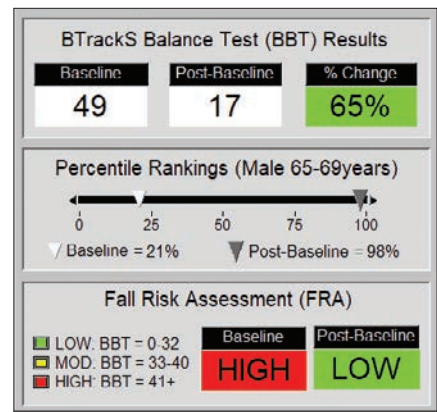 BTrackS Balance Test (BBT) Results
Baseline Post-Baseline % Change
49 17 65%
Percentile Rankings (Male 65-69years)
0 25 50 75 100
Baseline = 21% Post-Baseline = 98%
Fall Risk Assessment (FRA)
Baseline Post-Baseline
LOW: BBT = 0-32
MOD: BBT = 33-40
HIGH: BBT = 41+
HIGH LOW